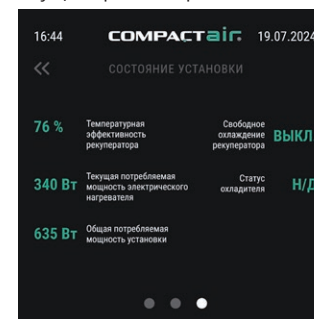 16:44 COMPACTair. 19.07.2024
СОСТОЯНИЕ УСТАНОВКИ
76 % Температурная эффективность рекуператора
Свободное охлаждение рекуператора ВЫКЛ
340 Вт Текущая потребляемая мощность электрического нагревателя
Статус охладителя Н/Д
635 Вт Общая потребляемая мощность установки